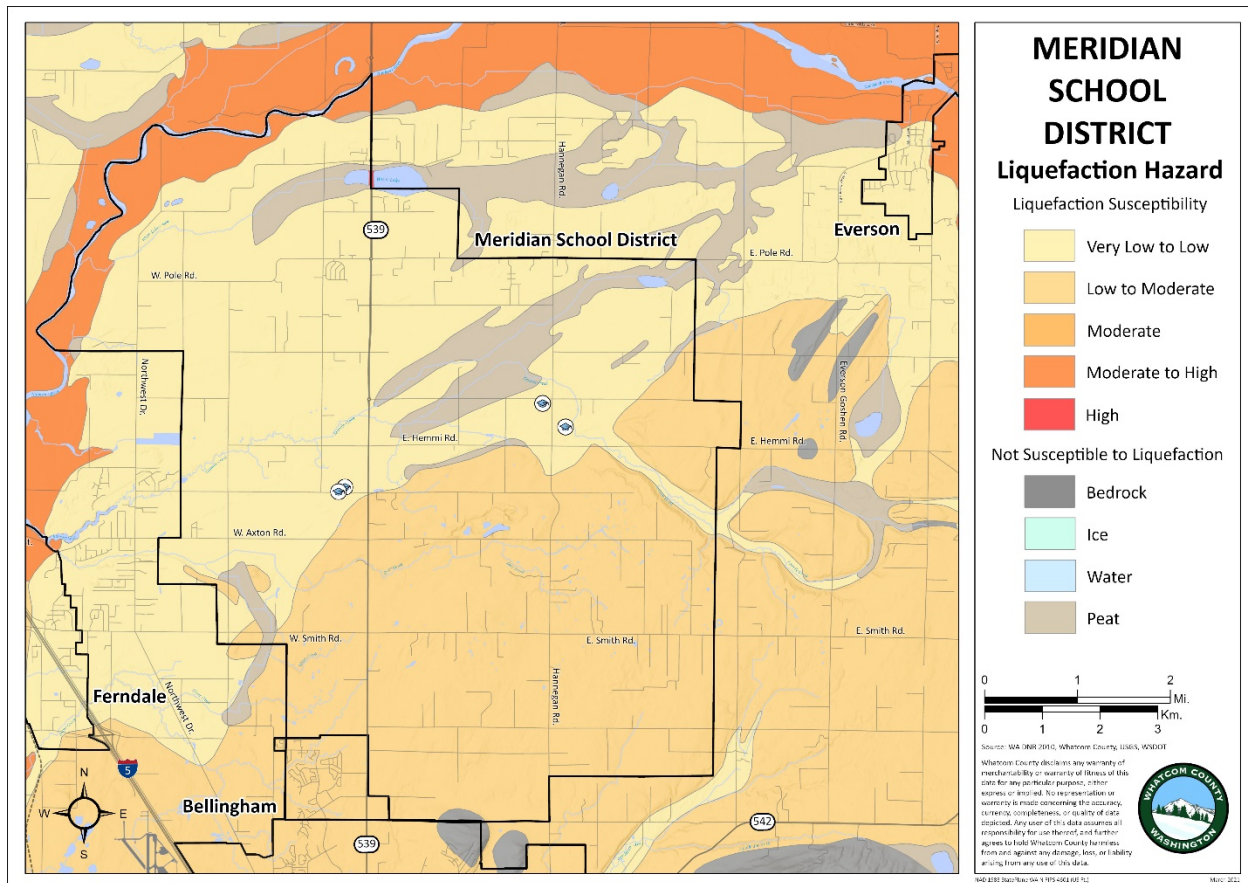 MERIDIAN
SCHOOL
DISTRICT
Liquefaction Hazard
Liquefaction Susceptibility
Very Low to Low
Low to Moderate
Moderate
Moderate to High
High
Not Susceptible to Liquefaction
Bedrock
Ice
Water
Peat
0 1 2
Mi.
Km.
0 1 2 3
Source: WA DNR 2010, Whatcom County, USGS, WSDOT
Whatcom County disclaims any warranty of
merchantability or warranty of fitness of this
data for any particular purpose, either
express or implied. No representation or
warranty is made concerning the accuracy,
currency, completeness, or quality of data
depicted. Any user of this data assumes all
responsibility for use thereof, and further
agrees to hold Whatcom County harmless
from and against any damage, loss, or liability
arising from any use of this data.
WHATCOM COUNTY
WASHINGTON
March 2021
Hannegan Rd.
539
Meridian School District
Everson
W. Pole Rd.
E. Pole Rd.
Northwest Dr.
Everson Goshen Rd.
E. Hemmi Rd.
E. Hemmi Rd.
W. Axton Rd.
W. Smith Rd.
E. Smith Rd.
E. Smith Rd.
Ferndale
Northwest Dr.
Hannegan Rd.
5
N
W E
S
Bellingham
539
542